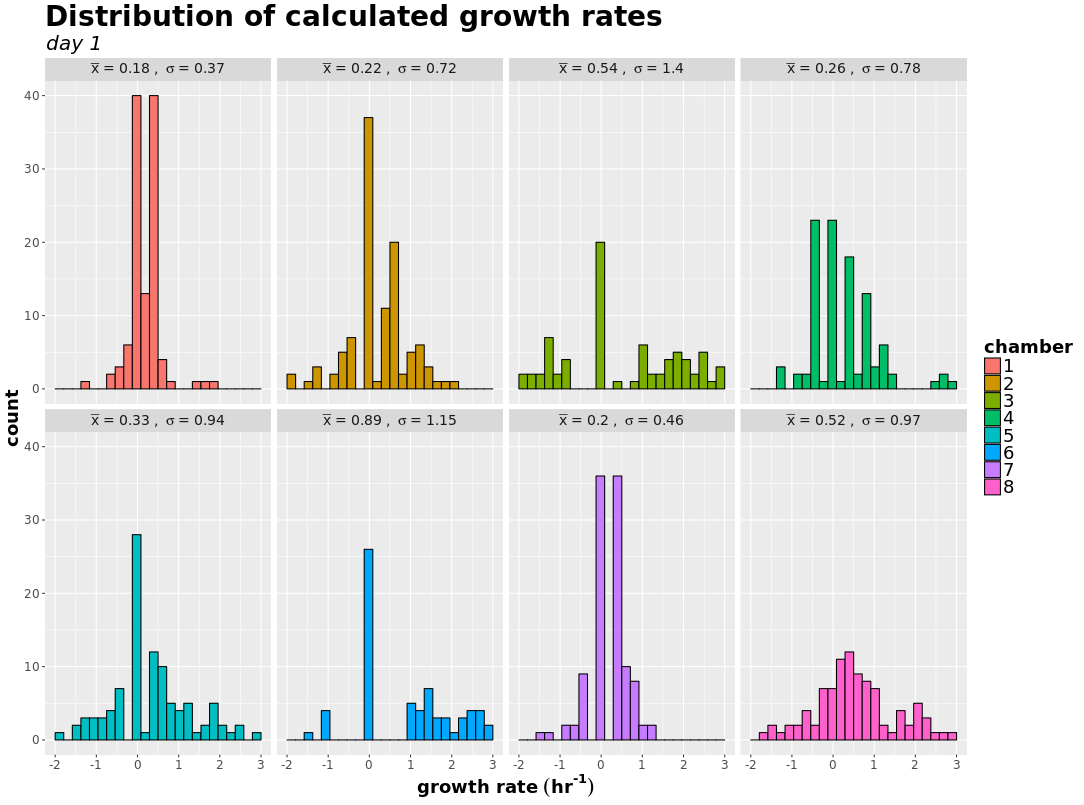 Distribution of calculated growth rates
day 1
x̅ = 0.18 , σ = 0.37
x̅ = 0.22 , σ = 0.72
x̅ = 0.54 , σ = 1.4
x̅ = 0.26 , σ = 0.78
40
30
20
10
0
x̅ = 0.33 , σ = 0.94
x̅ = 0.89 , σ = 1.15
x̅ = 0.2 , σ = 0.46
x̅ = 0.52 , σ = 0.97
40
30
20
10
0
count
-2 -1 0 1 2 3
-2 -1 0 1 2 3
-2 -1 0 1 2 3
-2 -1 0 1 2 3
growth rate (hr⁻¹)
chamber
1
2
3
4
5
6
7
8